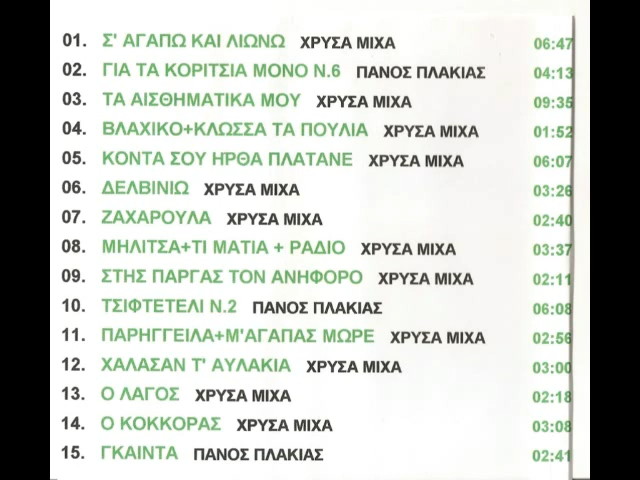 01. Σ' ΑΓΑΠΩ ΚΑΙ ΛΙΩΝΩ ΧΡΥΣΑ ΜΙΧΑ 06:47
02. ΓΙΑ ΤΑ ΚΟΡΙΤΣΙΑ ΜΟΝΟ Ν.6 ΠΑΝΟΣ ΠΛΑΚΙΑΣ 04:13
03. ΤΑ ΑΙΣΘΗΜΑΤΙΚΑ ΜΟΥ ΧΡΥΣΑ ΜΙΧΑ 09:35
04. ΒΛΑΧΙΚΟ+ΚΛΩΣΣΑ ΤΑ ΠΟΥΛΙΑ ΧΡΥΣΑ ΜΙΧΑ 01:52
05. ΚΟΝΤΑ ΣΟΥ ΗΡΘΑ ΠΛΑΤΑΝΕ ΧΡΥΣΑ ΜΙΧΑ 06:07
06. ΔΕΛΒΙΝΙΩ ΧΡΥΣΑ ΜΙΧΑ 03:26
07. ΖΑΧΑΡΟΥΛΑ ΧΡΥΣΑ ΜΙΧΑ 02:40
08. ΜΗΛΙΤΣΑ+ΤΙ ΜΑΤΙΑ + ΡΑΔΙΟ ΧΡΥΣΑ ΜΙΧΑ 03:37
09. ΣΤΗΣ ΠΑΡΓΑΣ ΤΟΝ ΑΝΗΦΟΡΟ ΧΡΥΣΑ ΜΙΧΑ 02:11
10. ΤΣΙΦΤΕΤΕΛΙ Ν.2 ΠΑΝΟΣ ΠΛΑΚΙΑΣ 06:08
11. ΠΑΡΗΓΓΕΙΛΑ+Μ'ΑΓΑΠΑΣ ΜΩΡΕ ΧΡΥΣΑ ΜΙΧΑ 02:56
12. ΧΑΛΑΣΑΝ Τ' ΑΥΛΑΚΙΑ ΧΡΥΣΑ ΜΙΧΑ 03:00
13. Ο ΛΑΓΟΣ ΧΡΥΣΑ ΜΙΧΑ 02:18
14. Ο ΚΟΚΚΟΡΑΣ ΧΡΥΣΑ ΜΙΧΑ 03:08
15. ΓΚΑΙΝΤΑ ΠΑΝΟΣ ΠΛΑΚΙΑΣ 02:41